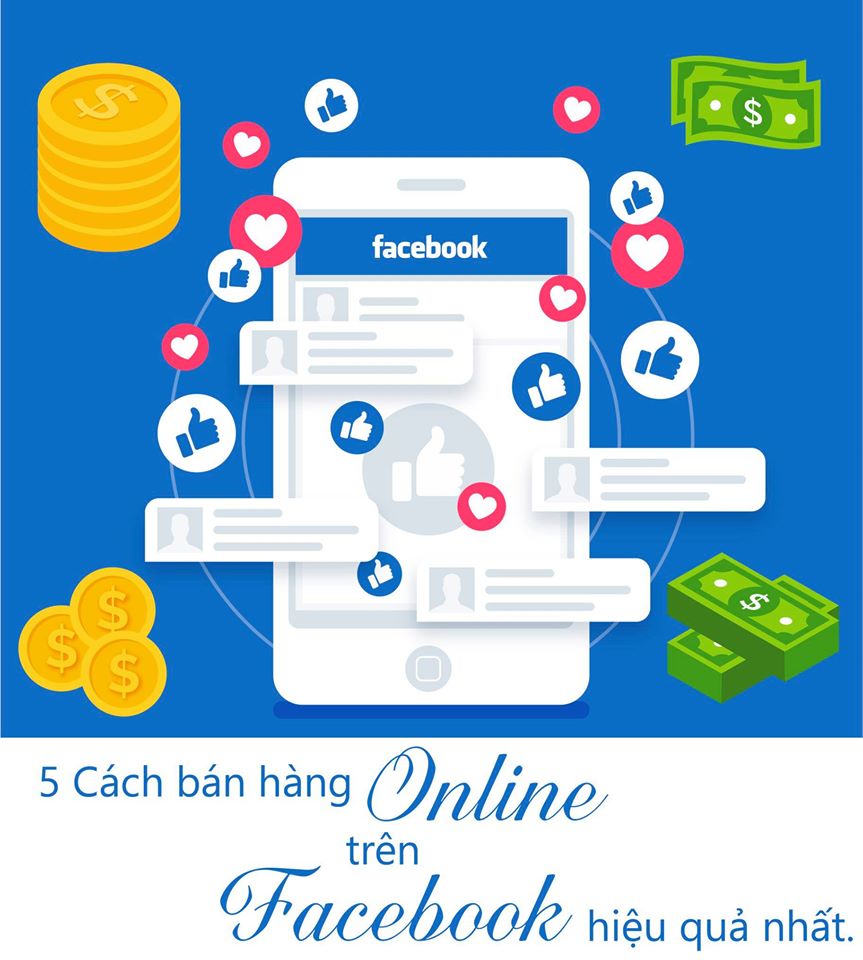 facebook
5 Cách bán hàng Online
trên
Facebook hiệu quả nhất.